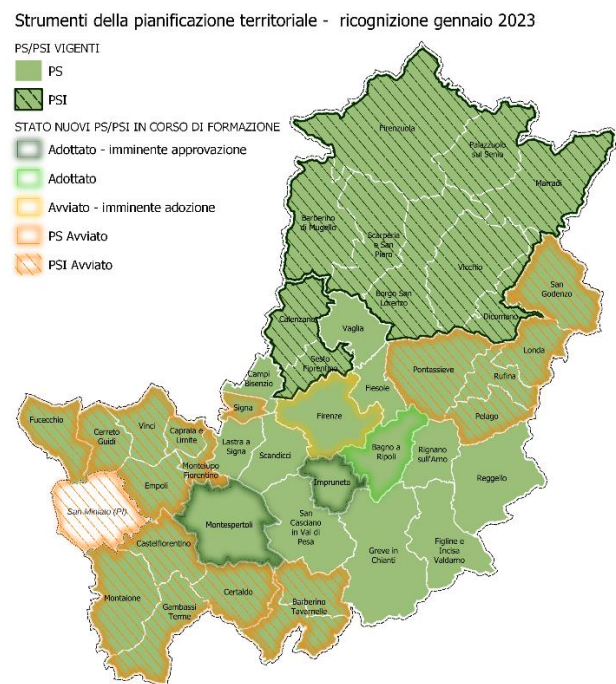 Strumenti della pianificazione territoriale - ricognizione gennaio 2023
PS/PSI VIGENTI
PS
PSI
STATO NUOVI PS/PSI IN CORSO DI FORMAZIONE
Adottato - imminente approvazione
Adottato
Avviato - imminente adozione
PS Avviato
PSI Avviato
Firenzuola
Palazzuolo
sul Senio
Marradi
Barberino
di Mugello
Scarperia
e San
Piero
Vicchio
Borgo San
Lorenzo
Dicomano
San
Godenzo
Calenzano
Vaglia
Sesto
Fiorentino
Londa
Pontassieve
Rufina
Campi
Bisenzio
Fiesole
Pelago
Signa
Firenze
Fucecchio
Vinci
Cerreto
Guidi
Capraia e
Limite
Lastra a
Signa
Scandicci
Bagno a
Ripoli
Rignano
sull'Arno
Montelupo
Fiorentino
Empoli
Impruneta
Reggello
San Miniato (PI)
Montespertoli
San
Casciano
in Val di
Pesa
Castelfiorentino
Greve in
Chianti
Figline e
Incisa
Valdarno
Montaione
Gambassi
Terme
Certaldo
Barberino
Tavarnelle